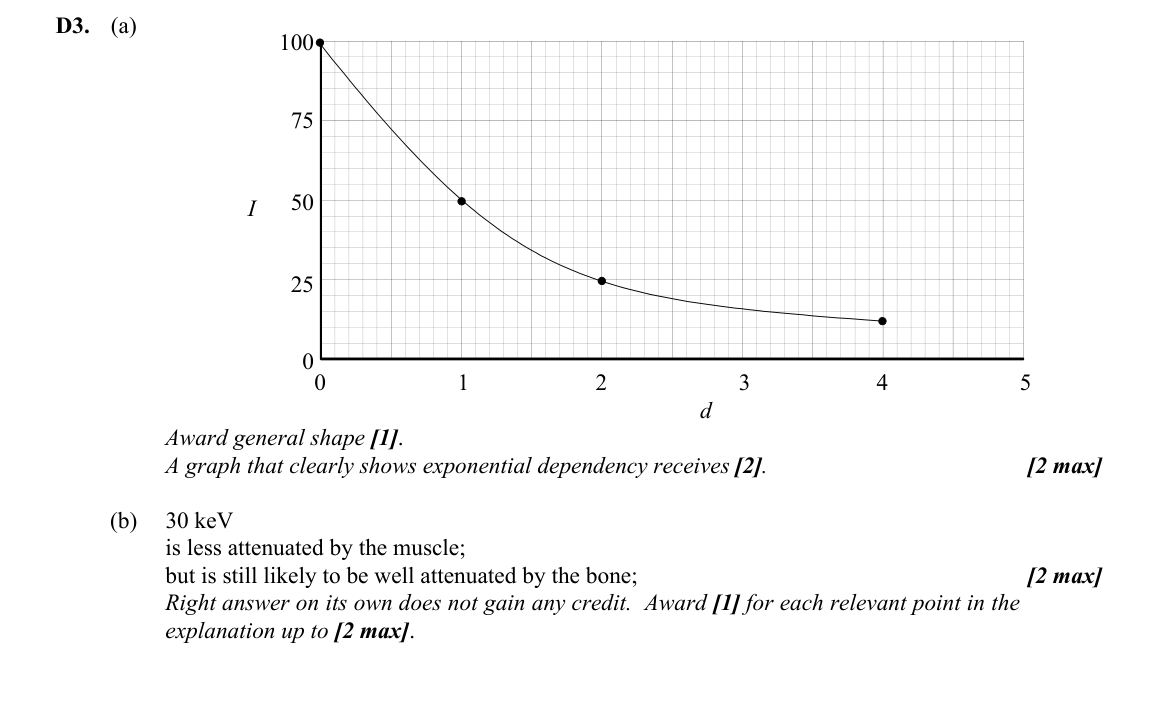 D3. (a)
100
75
I 50
25
0
0 1 2 3 4 5
d
Award general shape [1].
A graph that clearly shows exponential dependency receives [2]. [2 max]
(b) 30 keV
is less attenuated by the muscle;
but is still likely to be well attenuated by the bone; [2 max]
Right answer on its own does not gain any credit. Award [1] for each relevant point in the
explanation up to [2 max].